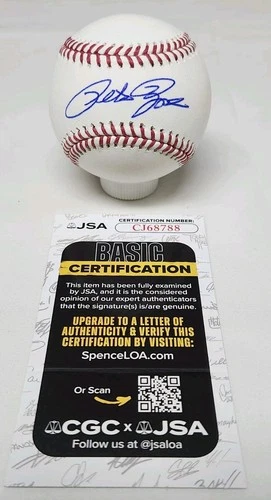 Pete Rose
JSA
CERTIFICATION NUMBER:
CJ68788
BASIC
CERTIFICATION
This item has been fully examined
by JSA, and it is the considered
opinion of our expert authenticators
that the signature(s) is/are genuine.
UPGRADE TO A LETTER OF
AUTHENTICITY & VERIFY THIS
CERTIFICATION BY VISITING:
SpenceLOA.com
Or Scan
CGC x JSA
Follow us at @jsaloa